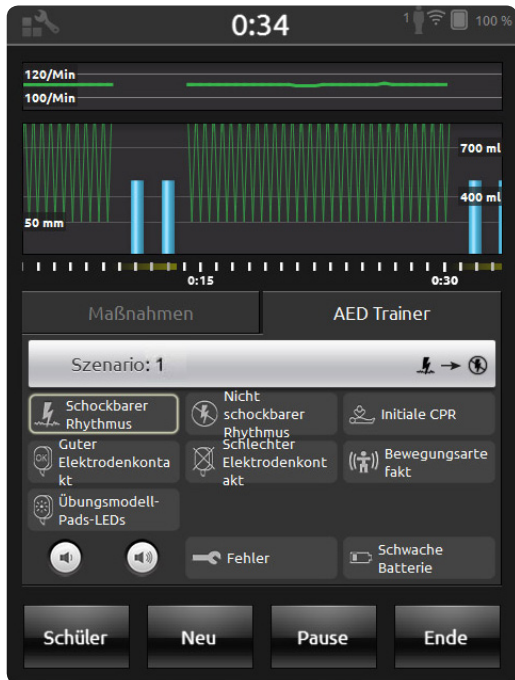 0:34
1
100 %
120/Min
100/Min
700 ml
400 ml
50 mm
0:15
0:30
Maßnahmen
AED Trainer
Szenario: 1
Schockbarer
Rhythmus
Nicht
schockbarer
Rhythmus
Initiale CPR
OK
Guter
Elektrodenkonta
kt
Schlechter
Elektrodenkont
akt
Bewegungsarte
fakt
Übungsmodell-
Pads-LEDs
Fehler
Schwache
Batterie
Schüler
Neu
Pause
Ende